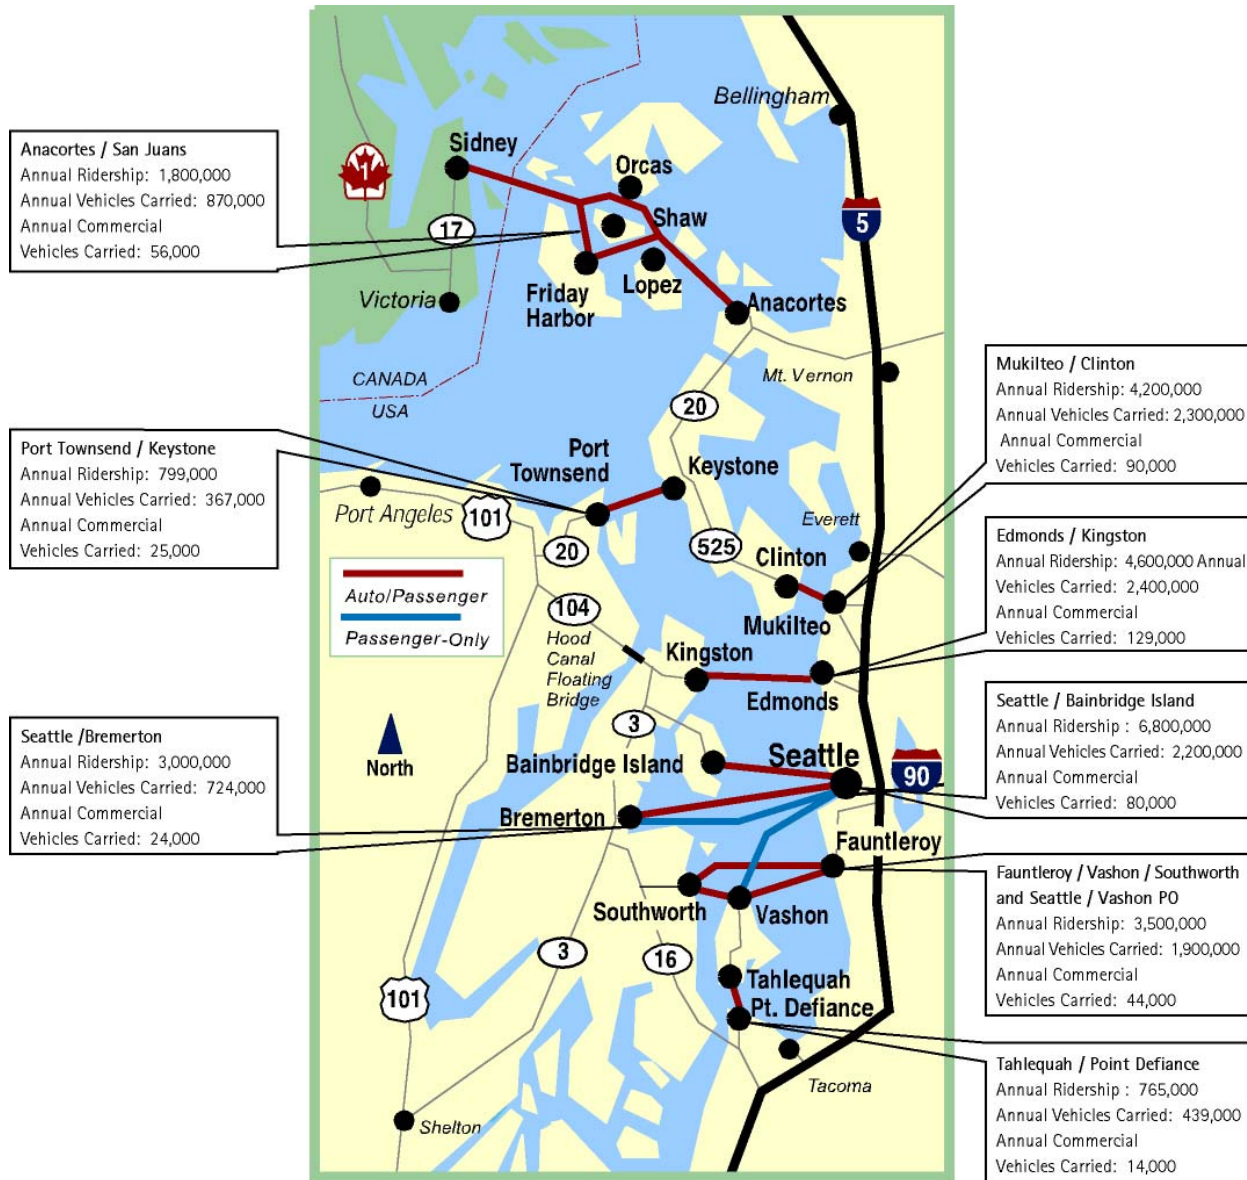 Bellingham
Anacortes / San Juans
Annual Ridership: 1,800,000
Annual Vehicles Carried: 870,000
Annual Commercial
Vehicles Carried: 56,000
Sidney
Orcas
1
Shaw
5
17
Lopez
Friday
Harbor
Victoria
Anacortes
CANADA
USA
Mt. Vernon
Mukilteo / Clinton
Annual Ridership: 4,200,000
Annual Vehicles Carried: 2,300,000
Annual Commercial
Vehicles Carried: 90,000
20
Port Townsend / Keystone
Annual Ridership: 799,000
Annual Vehicles Carried: 367,000
Annual Commercial
Vehicles Carried: 25,000
Port
Townsend
Keystone
Port Angeles
101
Everett
20
525
Clinton
Mukilteo
Edmonds / Kingston
Annual Ridership: 4,600,000 Annual
Vehicles Carried: 2,400,000
Annual Commercial
Vehicles Carried: 129,000
Auto/Passenger
Passenger-Only
104
Hood
Canal
Floating
Bridge
Kingston
Edmonds
3
Seattle / Bainbridge Island
Annual Ridership : 6,800,000
Annual Vehicles Carried: 2,200,000
Annual Commercial
Vehicles Carried: 80,000
Seattle /Bremerton
Annual Ridership: 3,000,000
Annual Vehicles Carried: 724,000
Annual Commercial
Vehicles Carried: 24,000
North
Bainbridge Island
Seattle
90
Bremerton
Fauntleroy
Southworth
Vashon
Fauntleroy / Vashon / Southworth
and Seattle / Vashon PO
Annual Ridership: 3,500,000
Annual Vehicles Carried: 1,900,000
Annual Commercial
Vehicles Carried: 44,000
3
16
101
Tahlequah
Pt. Defiance
Tacoma
Shelton
Tahlequah / Point Defiance
Annual Ridership : 765,000
Annual Vehicles Carried: 439,000
Annual Commercial
Vehicles Carried: 14,000